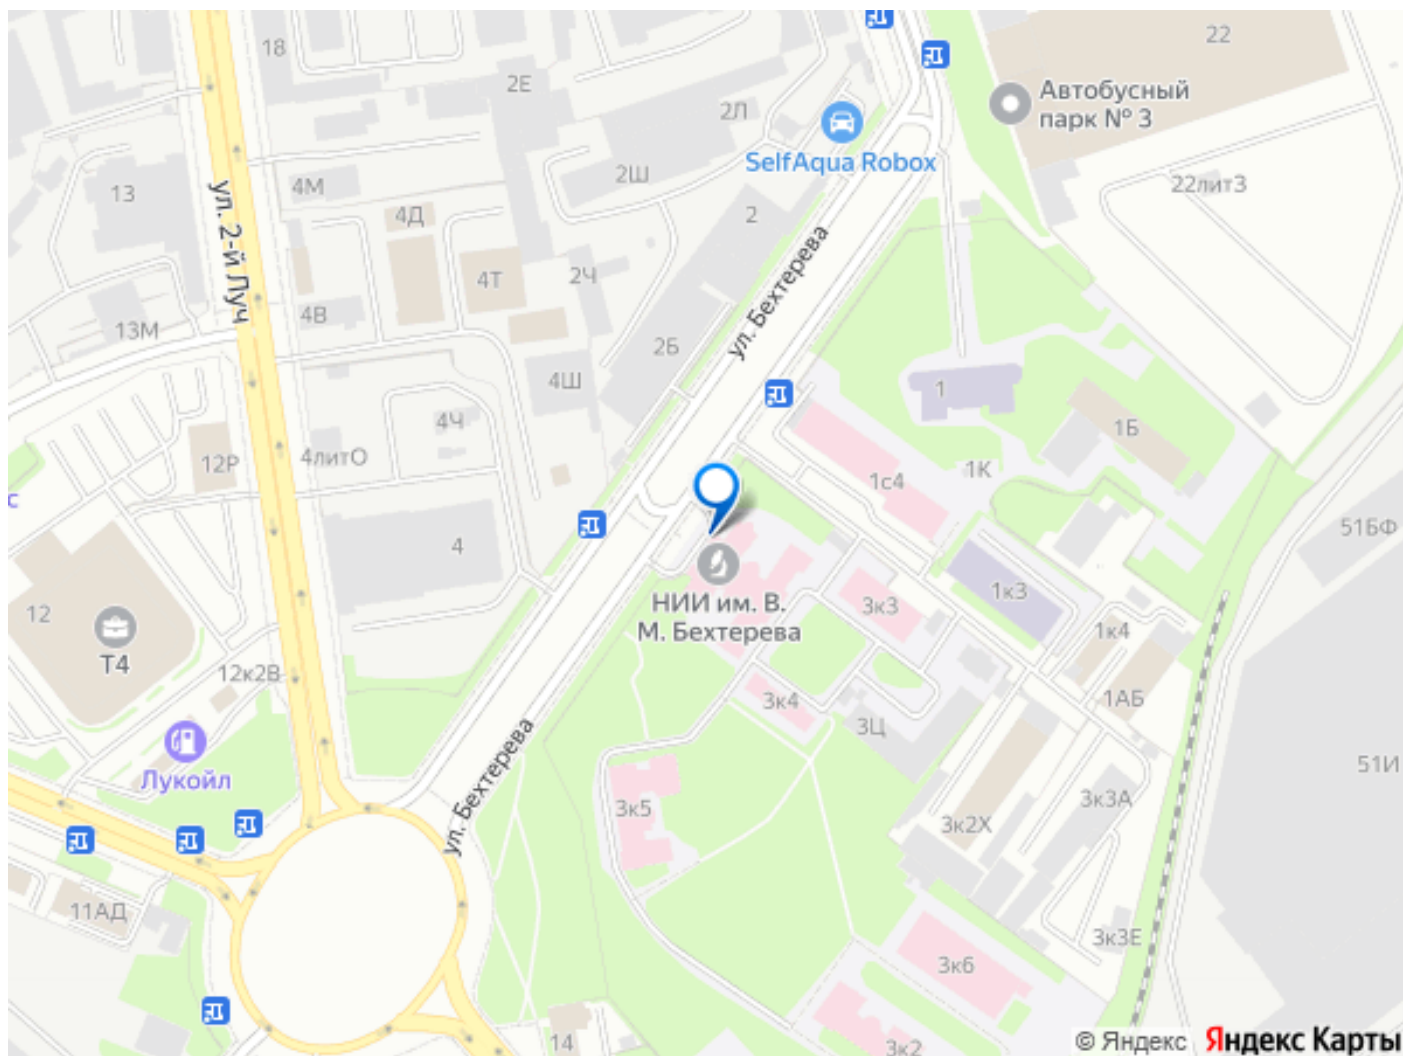 22
18
2Е
Автобусный
парк № 3
2Л
SelfAqua Robox
2Ш
4М
13
22литЗ
4Д
2
ул. 2-й Луч
ул. Бехтерева
4Т
2Ч
4В
13М
2Б
4Ш
1
4Ч
1Б
12Р
4литО
1К
1с4
с
51БФ
4
1к3
НИИ им. В.
М. Бехтерева
3к3
12
Т4
1к4
12к2В
3к4
1АБ
3Ц
ул. Бехтерева
Лукойл
51И
3к5
3к3А
3к2Х
11АД
3к3Е
3к6
14
3к2
© Яндекс Яндекс Карты